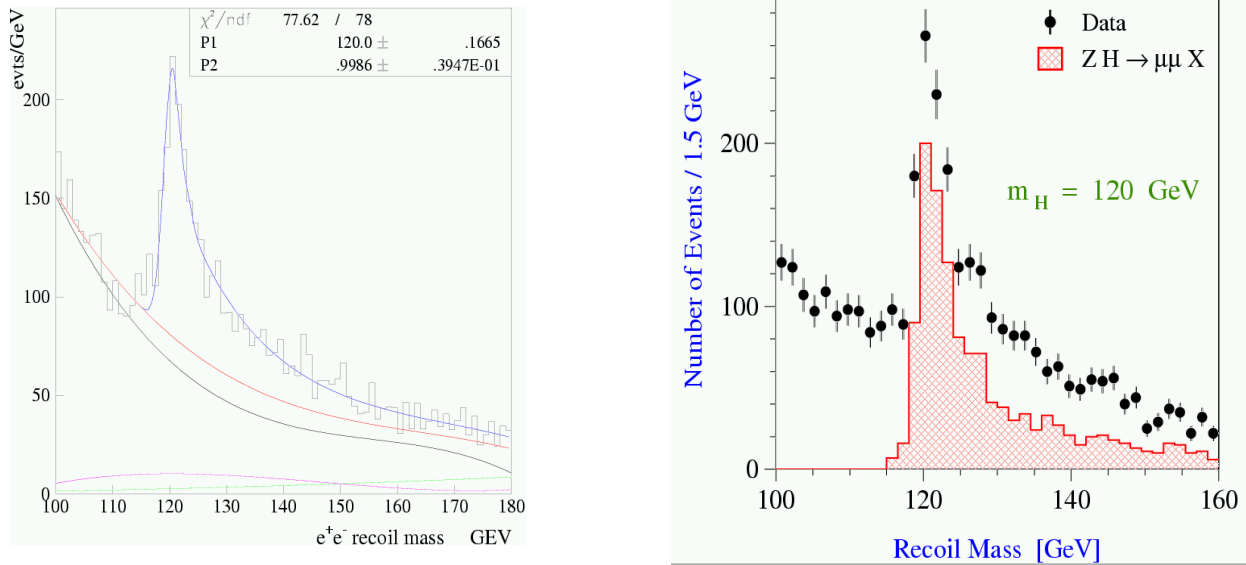 χ²/ndf 77.62 / 78
P1 120.0 ± .1665
P2 .9986 ± .3947E-01
evts/GeV
200
150
100
50
0
100 110 120 130 140 150 160 170 180
e⁺e⁻ recoil mass GEV
Data
Z H → μμ X
m_H = 120 GeV
Number of Events / 1.5 GeV
200
100
0
100 120 140 160
Recoil Mass [GeV]